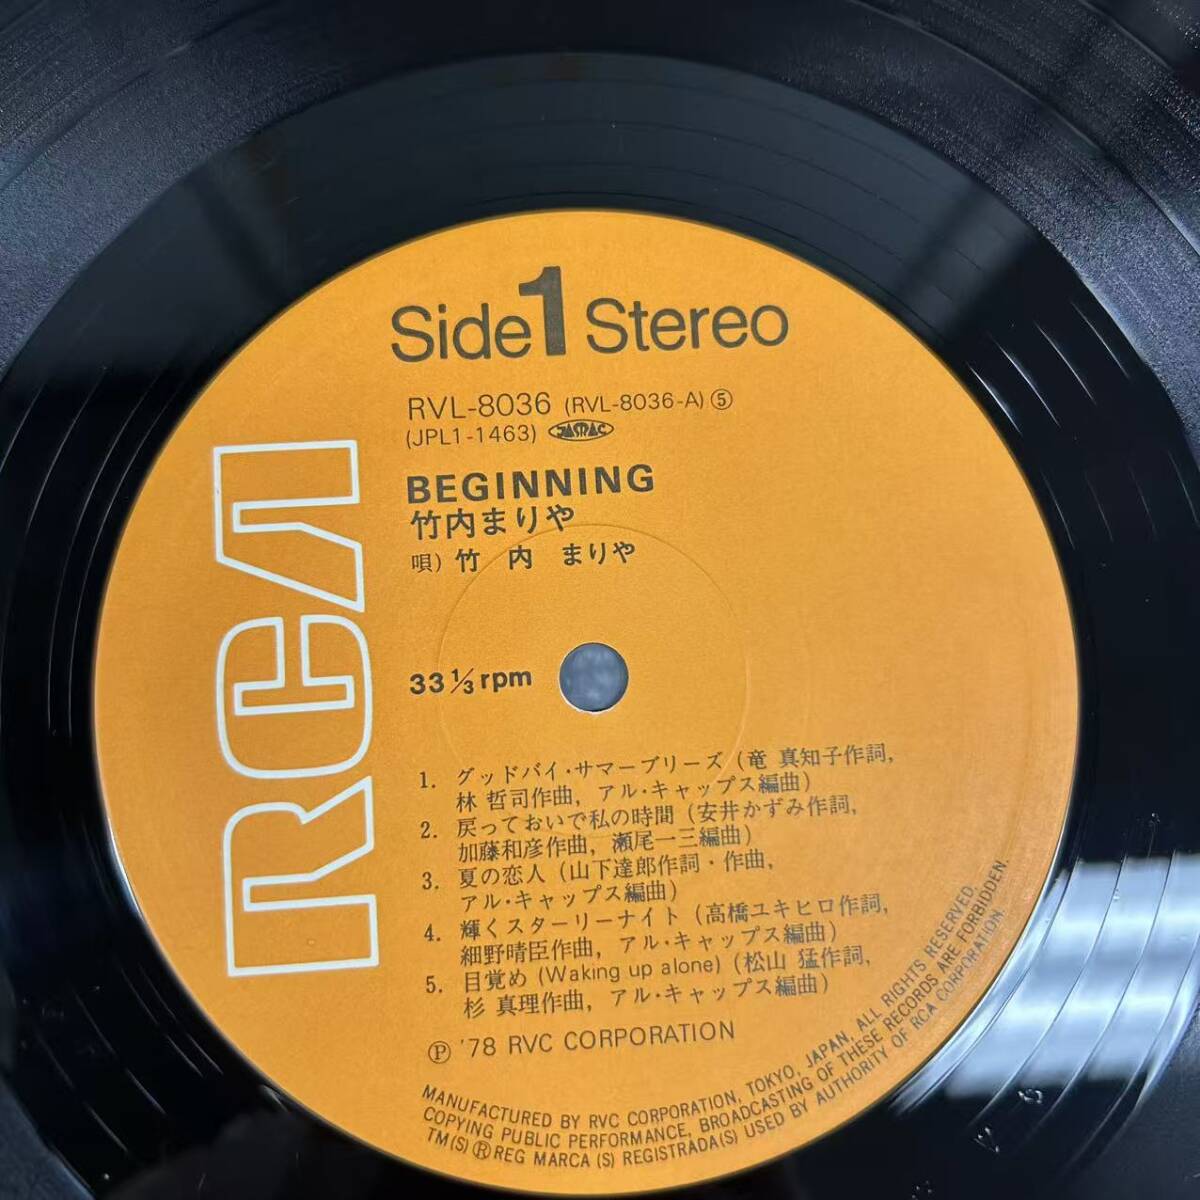 Side 1 Stereo
RVL-8036 (RVL-8036-A) ⑤
(JPL1-1463) JASRAC
BEGINNING
竹内まりや
唄) 竹 内 まりや
RCA
33 1/3 rpm
1. グッドバイ・サマーブリーズ (竜 真知子作詞,
林 哲司作曲, アル・キャップス編曲)
2. 戻っておいで私の時間 (安井かずみ作詞,
加藤和彦作曲, 瀬尾一三編曲)
3. 夏の恋人 (山下達郎作詞・作曲,
アル・キャップス編曲)
4. 輝くスターリーナイト (高橋ユキヒロ作詞,
細野晴臣作曲, アル・キャップス編曲)
5. 目覚め (Waking up alone) (松山 猛作詞,
杉 真理作曲, アル・キャップス編曲)
Ⓟ '78 RVC CORPORATION
MANUFACTURED BY RVC CORPORATION, TOKYO, JAPAN, ALL RIGHTS RESERVED.
COPYING PUBLIC PERFORMANCE, BROADCASTING OF THESE RECORDS ARE FORBIDDEN.
TM(S) ® REG MARCA (S) REGISTRADA(S) USED BY AUTHORITY OF RCA CORPORATION.